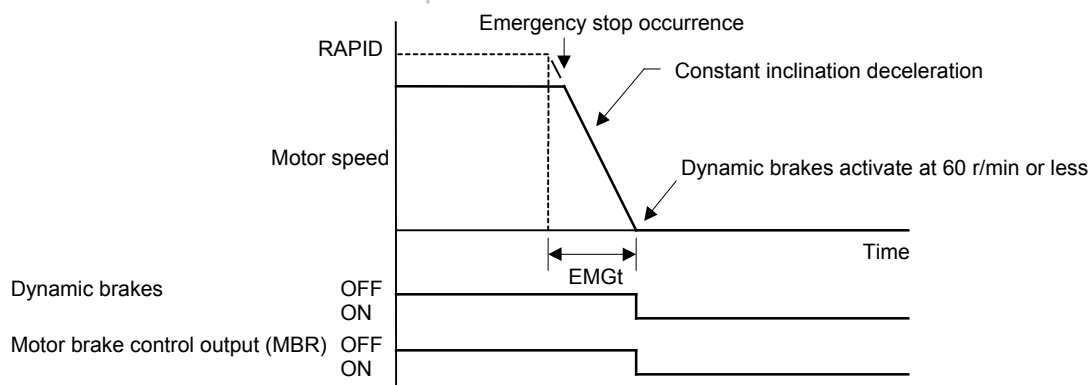 Emergency stop occurrence
RAPID
Constant inclination deceleration
Motor speed
Dynamic brakes activate at 60 r/min or less
Time
EMGt
Dynamic brakes OFF
ON
Motor brake control output (MBR) OFF
ON